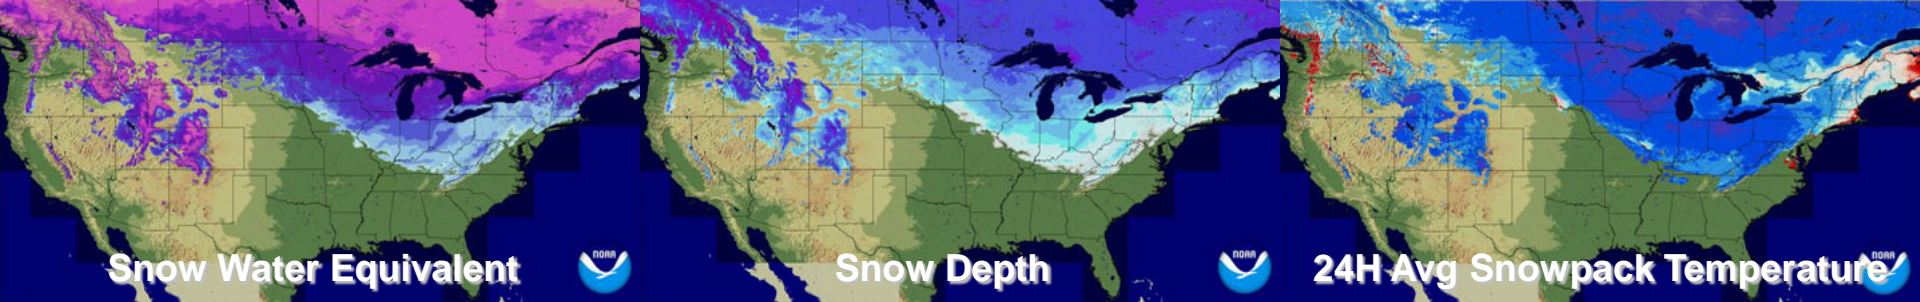 NOAA
NOAA
NOAA
Snow Water Equivalent
Snow Depth
24H Avg Snowpack Temperature